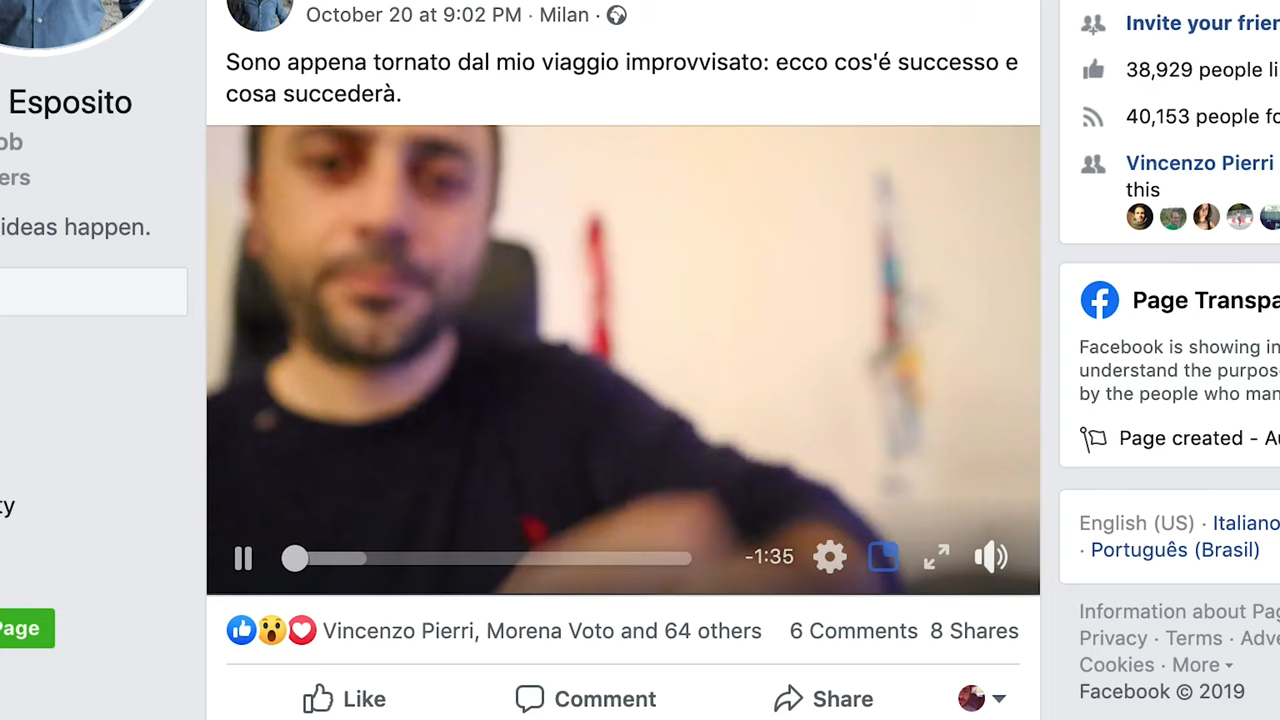 October 20 at 9:02 PM · Milan ·
Sono appena tornato dal mio viaggio improvvisato: ecco cos'é successo e
cosa succederà.
Esposito
ob
ers
ideas happen.
ty
Page
-1:35
Vincenzo Pierri, Morena Voto and 64 others 6 Comments 8 Shares
Like Comment Share
Invite your frien
38,929 people li
40,153 people fo
Vincenzo Pierri
this
Page Transpa
Facebook is showing in
understand the purpos
by the people who man
Page created - Au
English (US) · Italiano
· Português (Brasil)
Information about Pag
Privacy · Terms · Adve
Cookies · More
Facebook © 2019